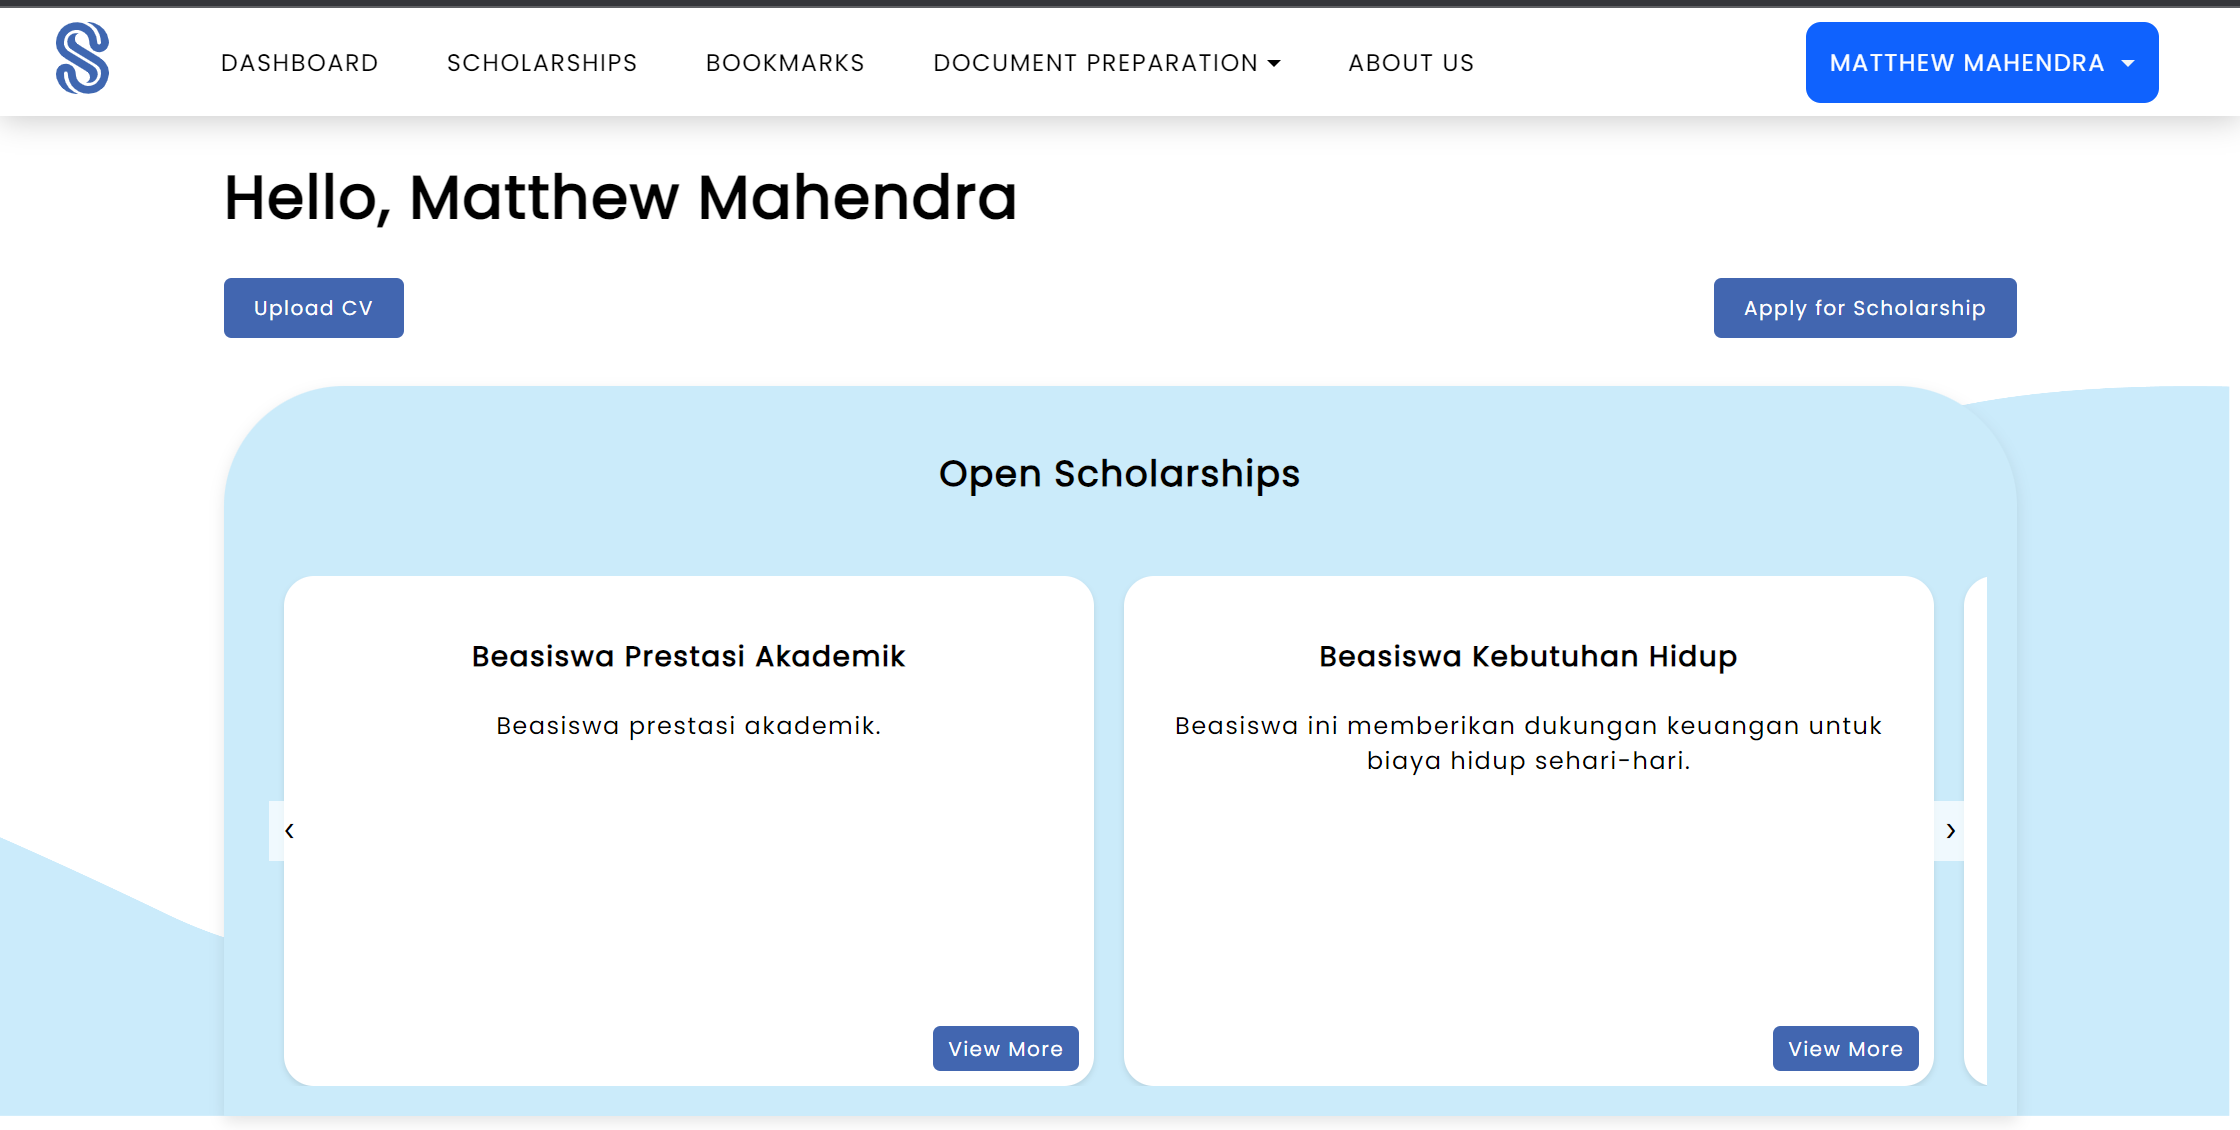 DASHBOARD SCHOLARSHIPS BOOKMARKS DOCUMENT PREPARATION ABOUT US MATTHEW MAHENDRA
Hello, Matthew Mahendra
Upload CV Apply for Scholarship
Open Scholarships
Beasiswa Prestasi Akademik
Beasiswa prestasi akademik.
View More
Beasiswa Kebutuhan Hidup
Beasiswa ini memberikan dukungan keuangan untuk
biaya hidup sehari-hari.
View More